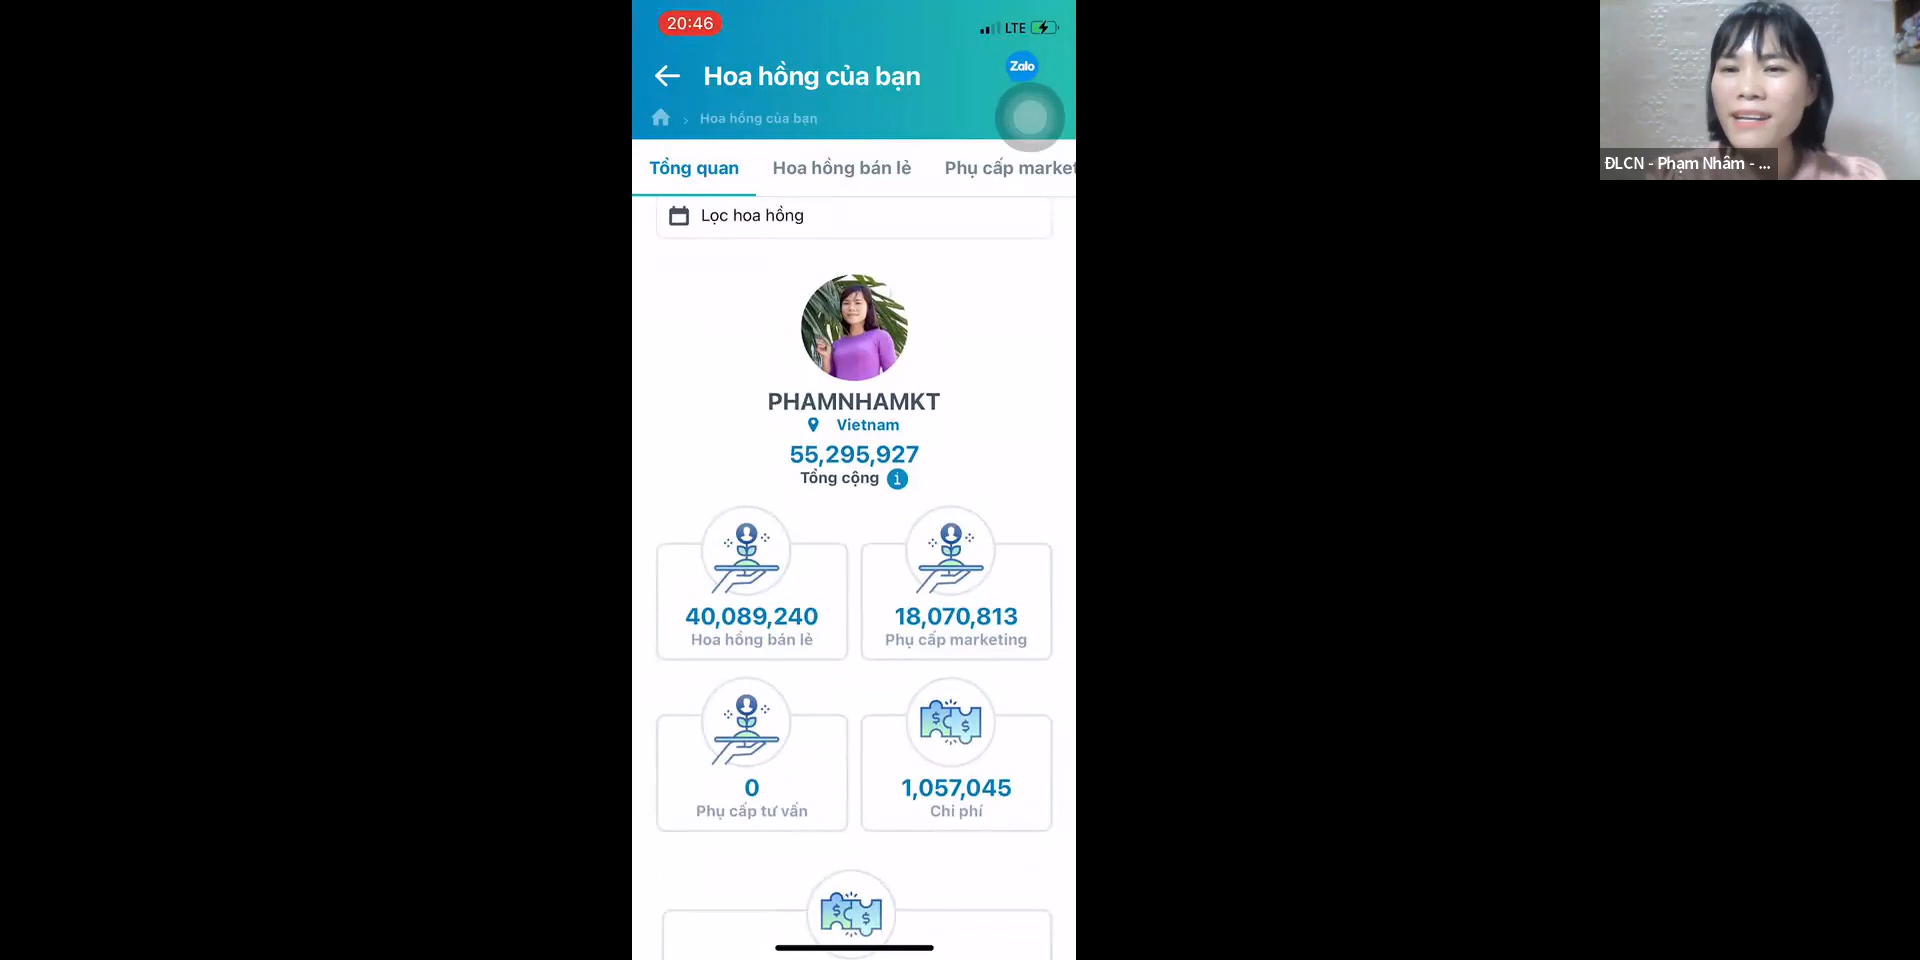 20:46
LTE
Hoa hồng của bạn
Zalo
Hoa hồng của bạn
Tổng quan
Hoa hồng bán lẻ
Phụ cấp market
Lọc hoa hồng
PHAMNHAMKT
Vietnam
55,295,927
Tổng cộng i
40,089,240
Hoa hồng bán lẻ
18,070,813
Phụ cấp marketing
0
Phụ cấp tư vấn
1,057,045
Chi phí
ĐLCN - Phạm Nhâm - ...